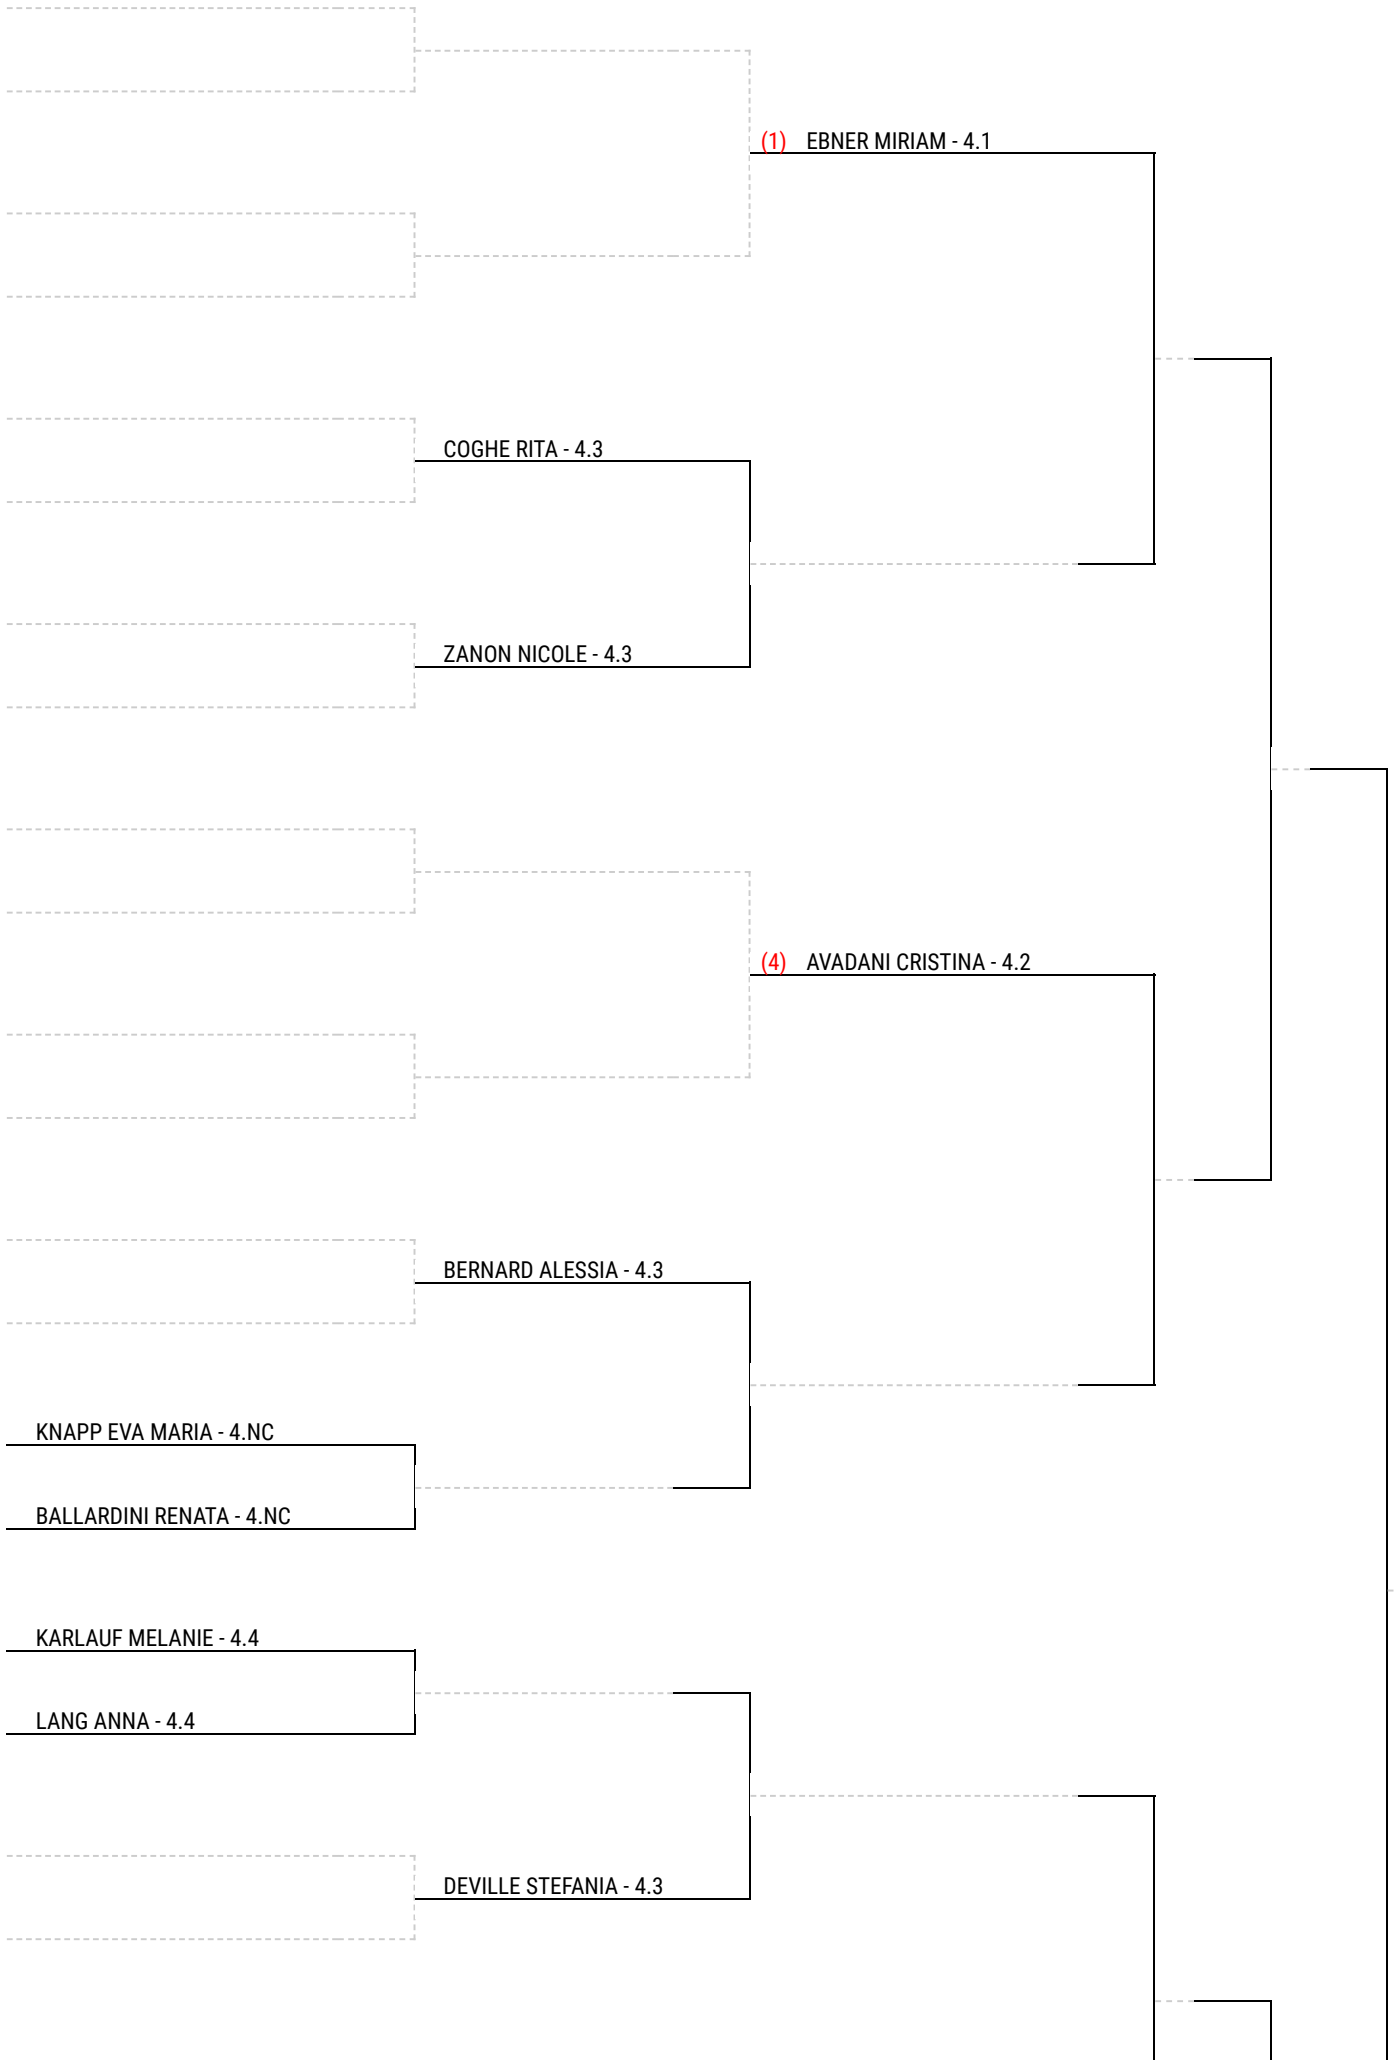 (1) EBNER MIRIAM - 4.1
COGHE RITA - 4.3
ZANON NICOLE - 4.3
(4) AVADANI CRISTINA - 4.2
BERNARD ALESSIA - 4.3
KNAPP EVA MARIA - 4.NC
BALLARDINI RENATA - 4.NC
KARLAUF MELANIE - 4.4
LANG ANNA - 4.4
DEVILLE STEFANIA - 4.3